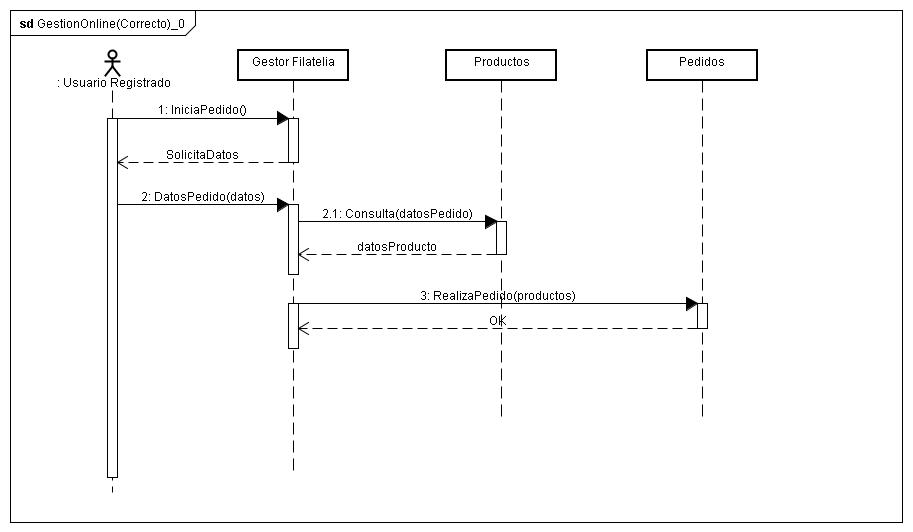 sd GestionOnline(Correcto)_0
: Usuario Registrado
Gestor Filatelia
Productos
Pedidos
1: IniciaPedido()
SolicitaDatos
2: DatosPedido(datos)
2.1: Consulta(datosPedido)
datosProducto
3: RealizaPedido(productos)
OK